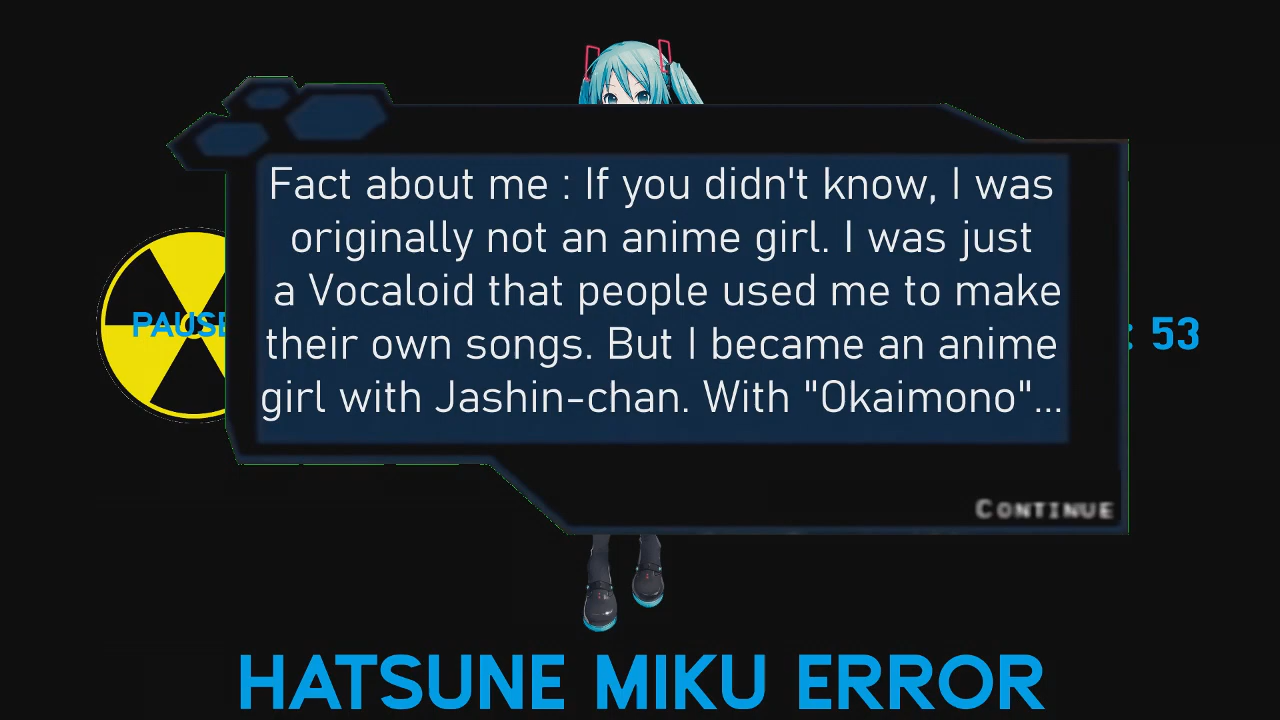 Fact about me : If you didn't know, I was
originally not an anime girl. I was just
a Vocaloid that people used me to make
their own songs. But I became an anime
girl with Jashin-chan. With "Okaimono"...
PAUSE
: 53
CONTINUE
HATSUNE MIKU ERROR